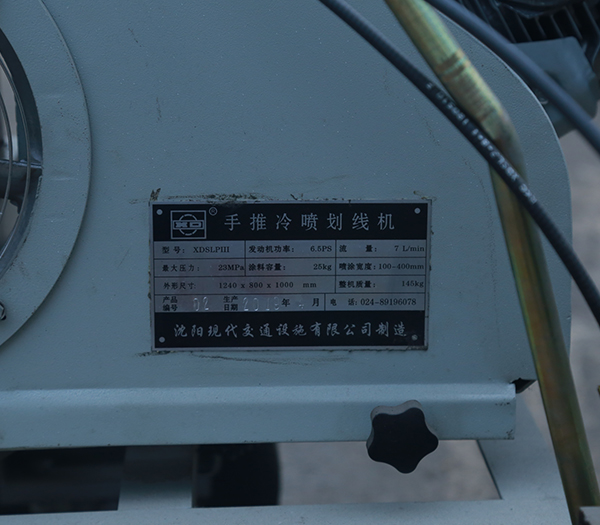 ® 手推冷喷划线机
型号: XDSLPIII 发动机功率: 6.5PS 流量: 7 L/min
最大压力: 23MPa 涂料容量: 25kg 喷涂宽度: 100-400mm
外形尺寸 1240 x 800 x 1000 mm 整机质量: 145kg
产品编号 02 生产日期 年 月 电话: 024-89196078
沈阳现代交通设施有限公司制造